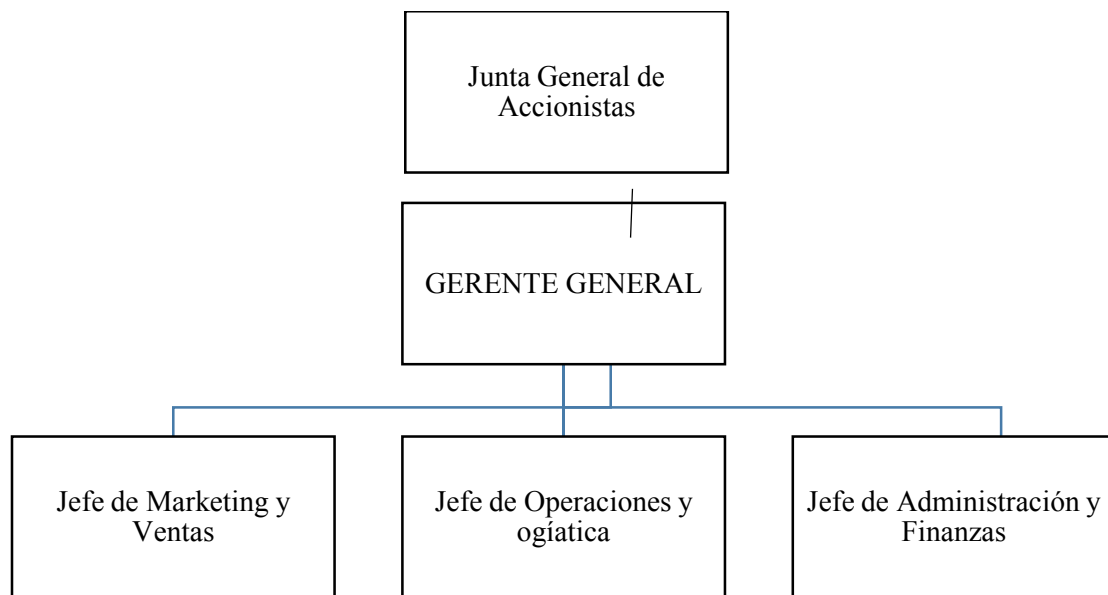 Junta General de
Accionistas
GERENTE GENERAL
Jefe de Marketing y
Ventas
Jefe de Operaciones y
ogíatica
Jefe de Administración y
Finanzas